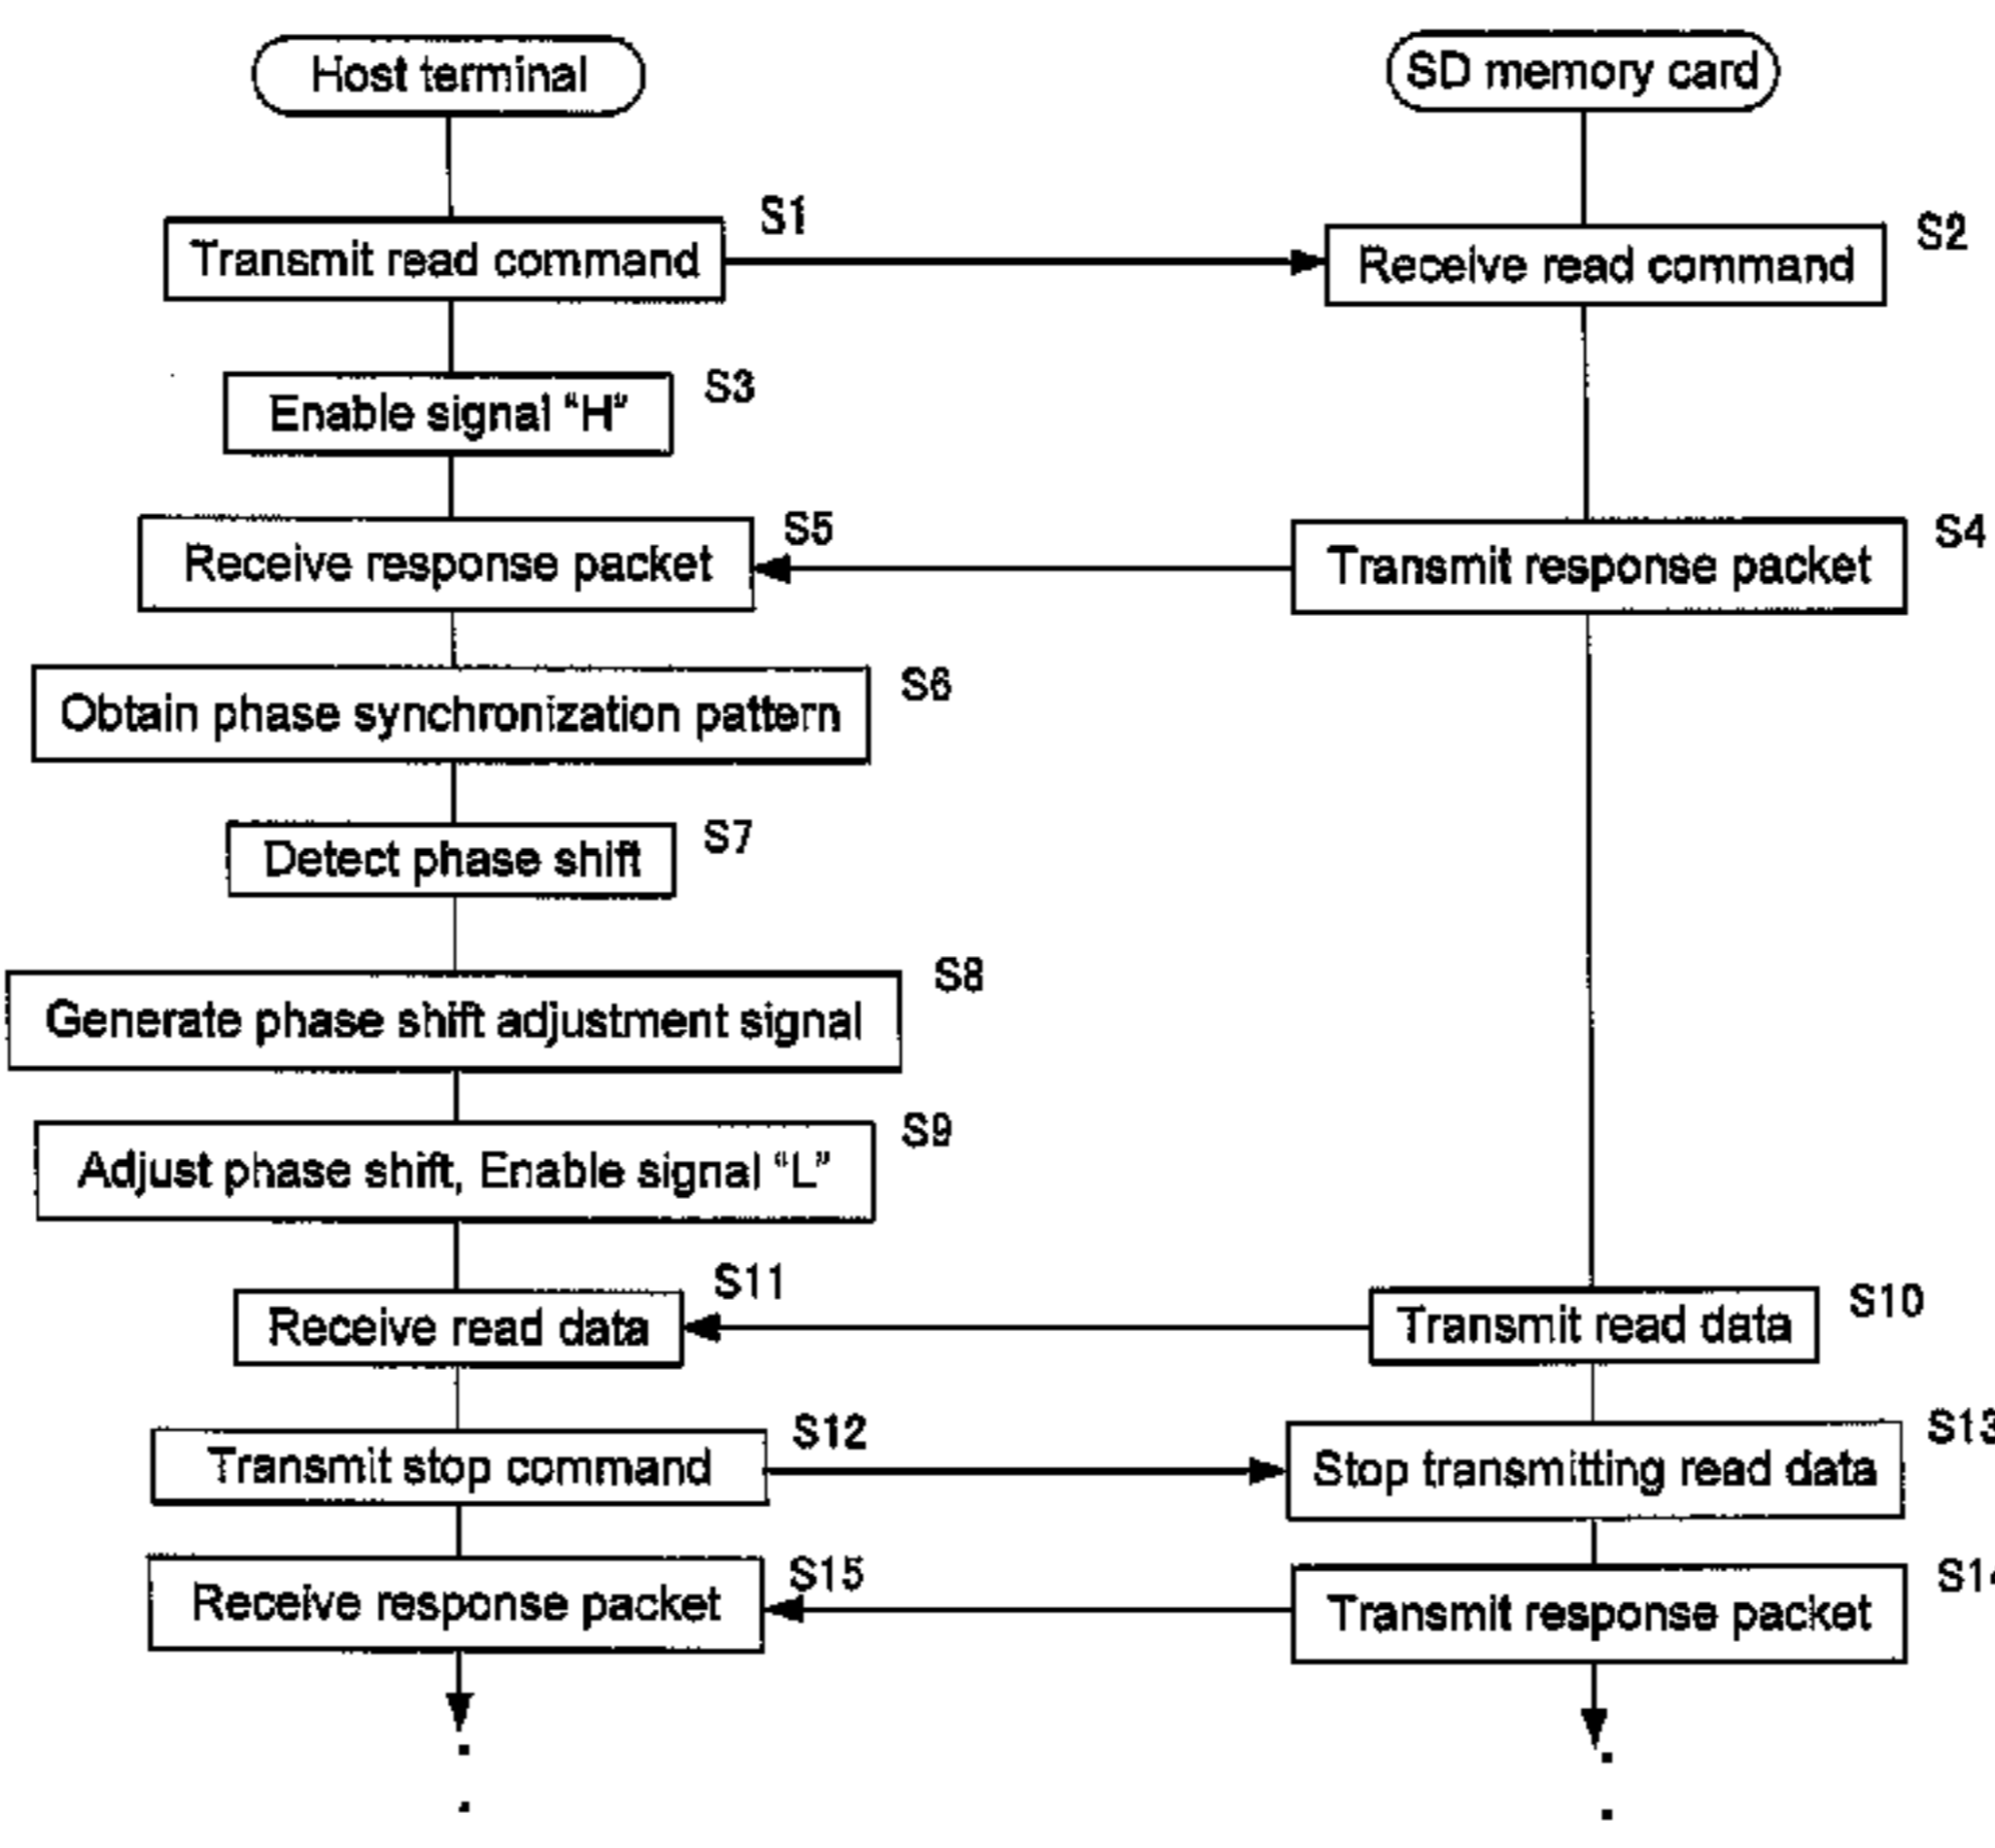 Host terminal
SD memory card
Transmit read command
S1
Receive read command
S2
Enable signal "H"
S3
Receive response packet
S5
Transmit response packet
S4
Obtain phase synchronization pattern
S6
Detect phase shift
S7
Generate phase shift adjustment signal
S8
Adjust phase shift, Enable signal "L"
S9
Receive read data
S11
Transmit read data
S10
Transmit stop command
S12
Stop transmitting read data
S13
Receive response packet
S15
Transmit response packet
S14